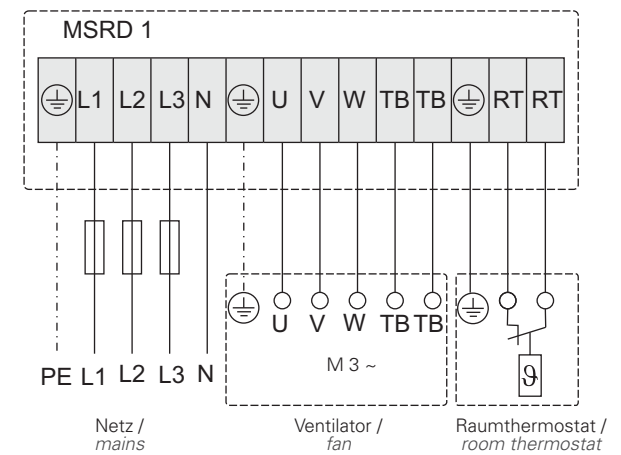 MSRD 1
L1 L2 L3 N U V W TB TB RT RT
U V W TB TB
M 3 ~
ϑ
PE L1 L2 L3 N
Netz / Ventilator / Raumthermostat /
mains fan room thermostat